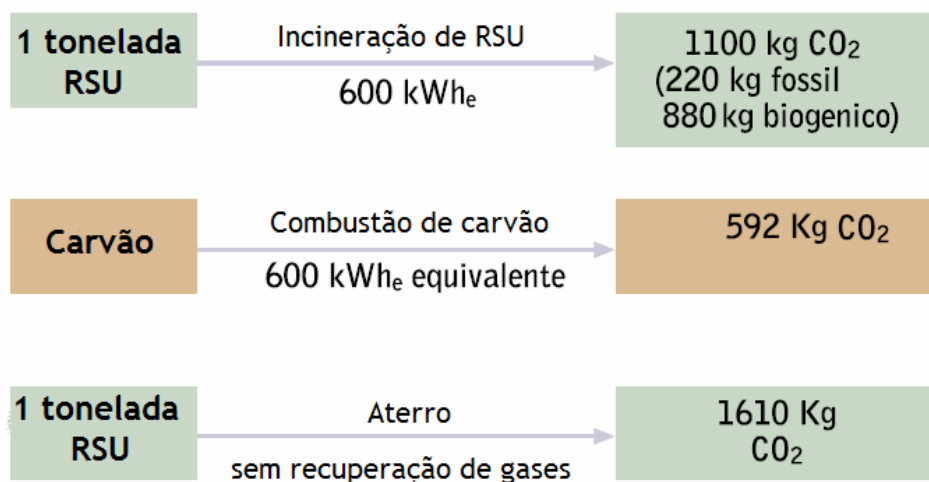 1 tonelada
RSU
Incineração de RSU
600 kWhe
1100 kg CO2
(220 kg fossil
880 kg biogenico)
Carvão
Combustão de carvão
600 kWhe equivalente
592 Kg CO2
1 tonelada
RSU
Aterro
sem recuperação de gases
1610 Kg
CO2